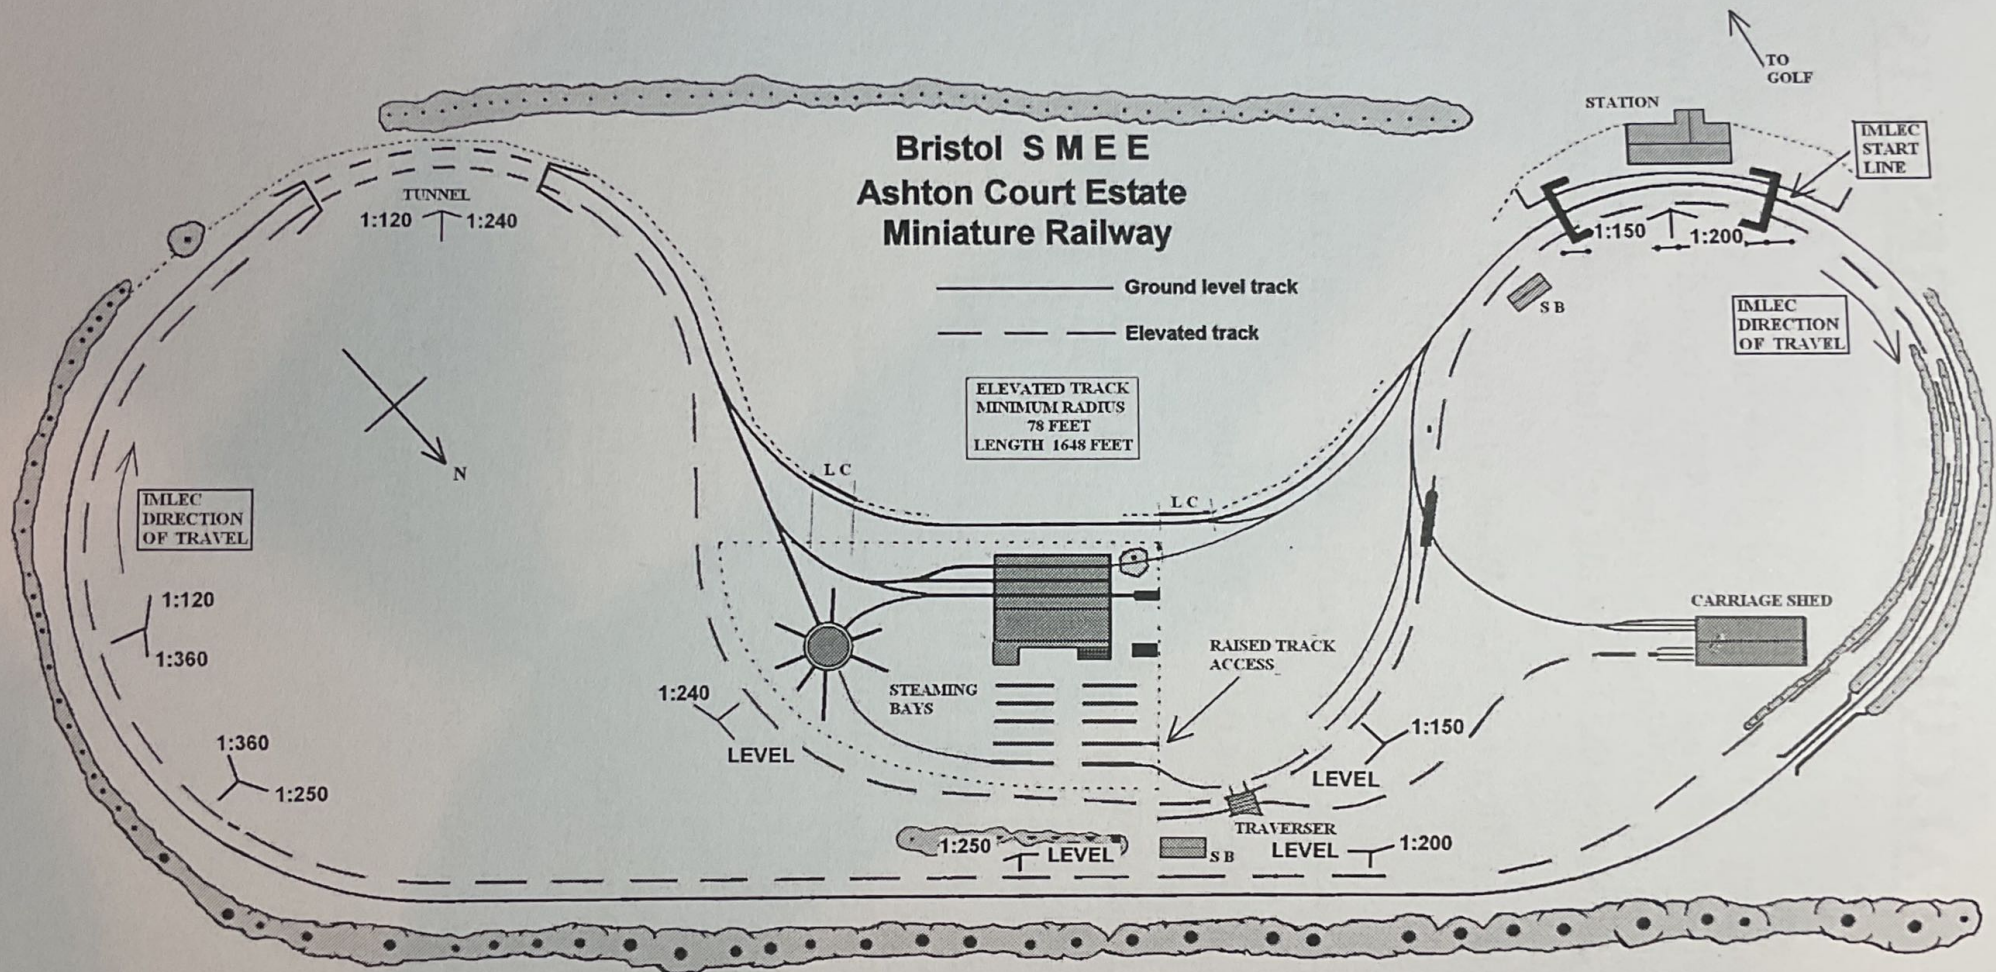 TO
GOLF
STATION
IMLEC
START
LINE
Bristol S M E E
Ashton Court Estate
Miniature Railway
TUNNEL
1:120
1:240
1:150
1:200
Ground level track
Elevated track
S B
IMLEC
DIRECTION
OF TRAVEL
ELEVATED TRACK
MINIMUM RADIUS
78 FEET
LENGTH 1648 FEET
N
L C
L C
IMLEC
DIRECTION
OF TRAVEL
1:120
1:360
CARRIAGE SHED
RAISED TRACK
ACCESS
STEAMING
BAYS
1:240
LEVEL
1:150
LEVEL
1:360
1:250
TRAVERSER
1:250
LEVEL
S B
LEVEL
1:200